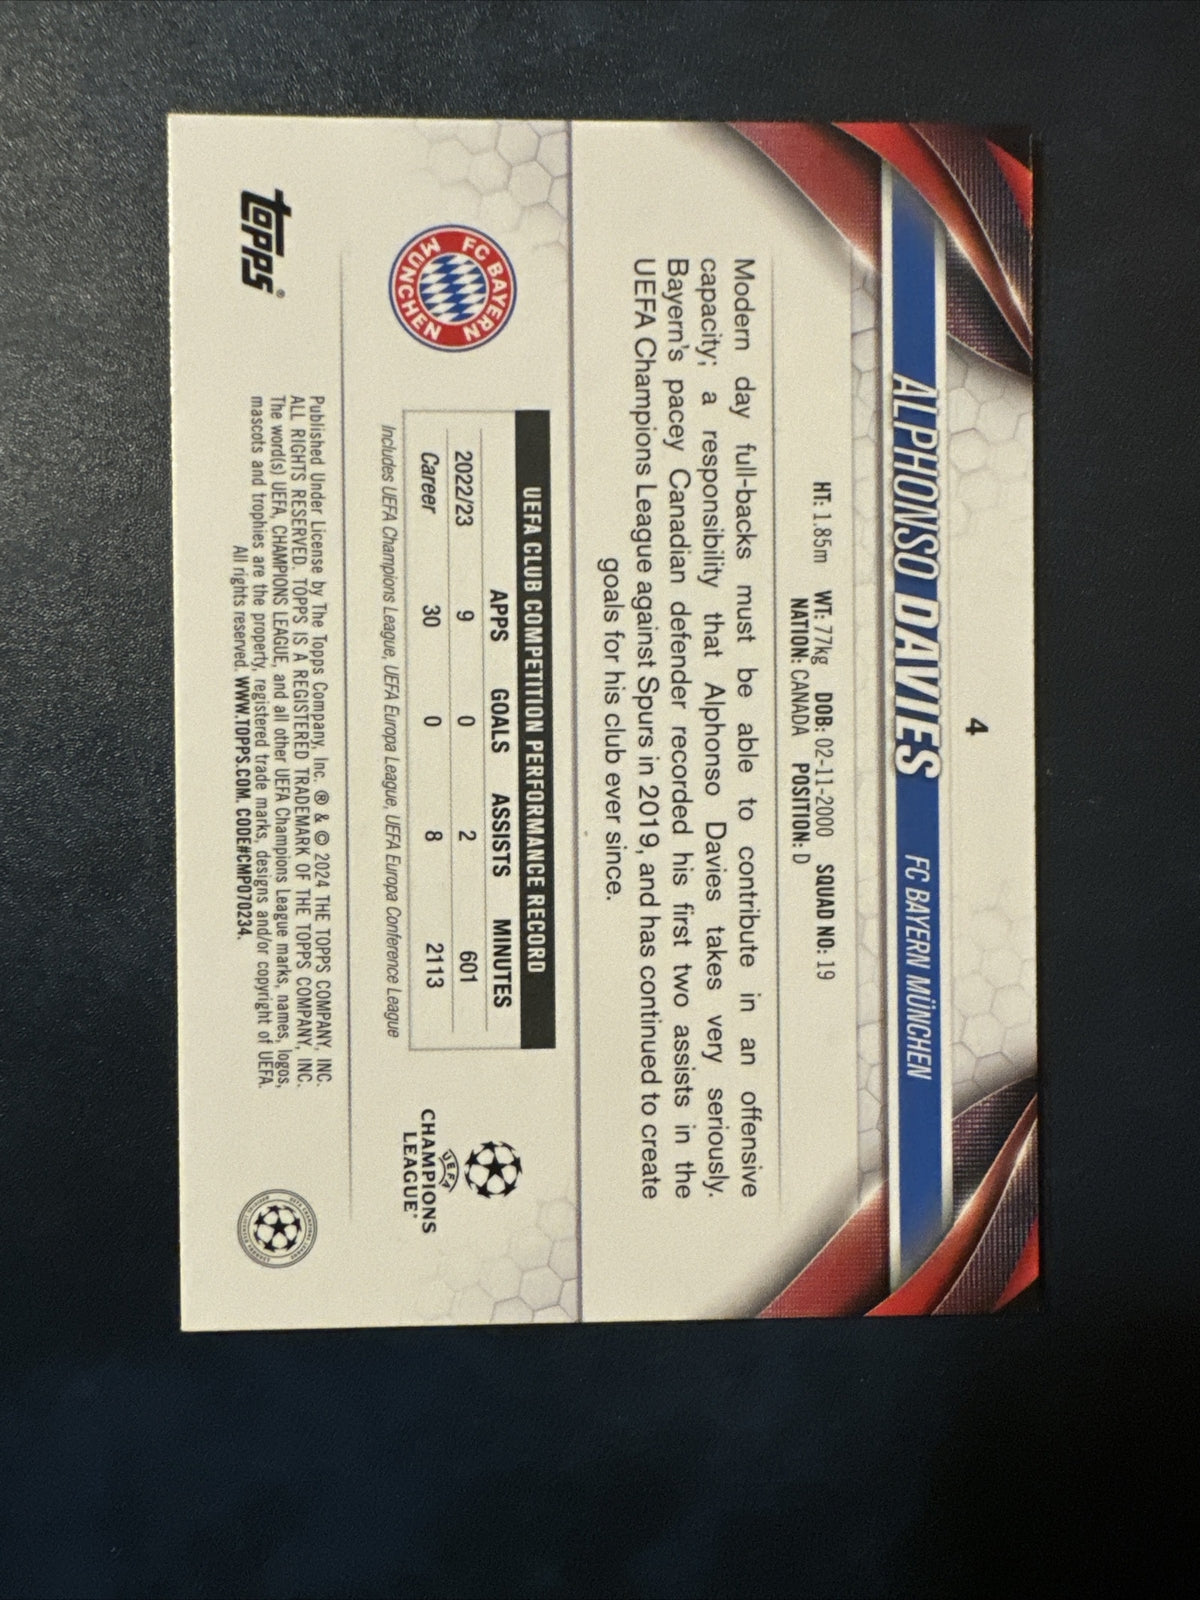 4
ALPHONSO DAVIES FC BAYERN MÜNCHEN
HT: 1.85m WT: 77kg DOB: 02-11-2000 SQUAD NO: 19
NATION: CANADA POSITION: D
Modern day full-backs must be able to contribute in an offensive
capacity; a responsibility that Alphonso Davies takes very seriously.
Bayern's pacey Canadian defender recorded his first two assists in the
UEFA Champions League against Spurs in 2019, and has continued to create
goals for his club ever since.
FC BAYERN
MÜNCHEN
UEFA CLUB COMPETITION PERFORMANCE RECORD
APPS GOALS ASSISTS MINUTES
2022/23 9 0 2 601
Career 30 0 8 2113
Includes UEFA Champions League, UEFA Europa League, UEFA Europa Conference League
UEFA
CHAMPIONS
LEAGUE®
topps®
Published Under License by The Topps Company, Inc. ® & © 2024 THE TOPPS COMPANY, INC.
ALL RIGHTS RESERVED. TOPPS IS A REGISTERED TRADEMARK OF THE TOPPS COMPANY, INC.
The word(s) UEFA, CHAMPIONS LEAGUE, and all other UEFA Champions League marks, names, logos,
mascots and trophies are the property, registered trade marks, designs and/or copyright of UEFA.
All rights reserved. WWW.TOPPS.COM. CODE#CMP070234.